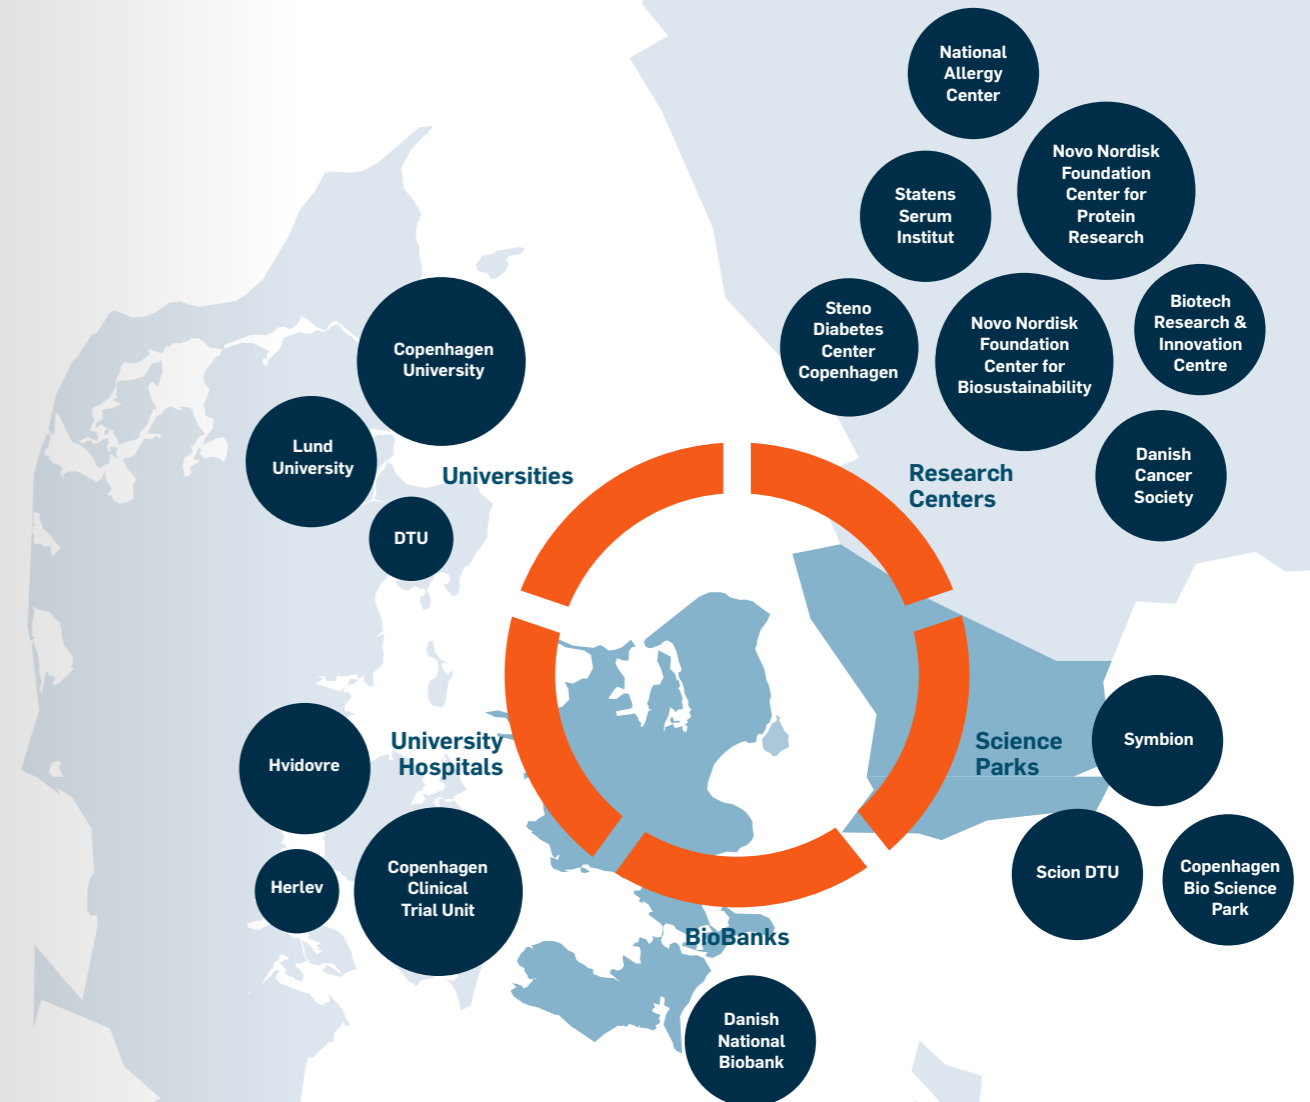 National
Allergy
Center
Novo Nordisk
Foundation
Center for
Protein
Research
Statens
Serum
Institut
Steno
Diabetes
Center
Copenhagen
Novo Nordisk
Foundation
Center for
Biosustainability
Biotech
Research &
Innovation
Centre
Danish
Cancer
Society
Research
Centers
Copenhagen
University
Lund
University
DTU
Universities
University
Hospitals
Hvidovre
Herlev
Copenhagen
Clinical
Trial Unit
Science
Parks
Symbion
Scion DTU
Copenhagen
Bio Science
Park
BioBanks
Danish
National
Biobank